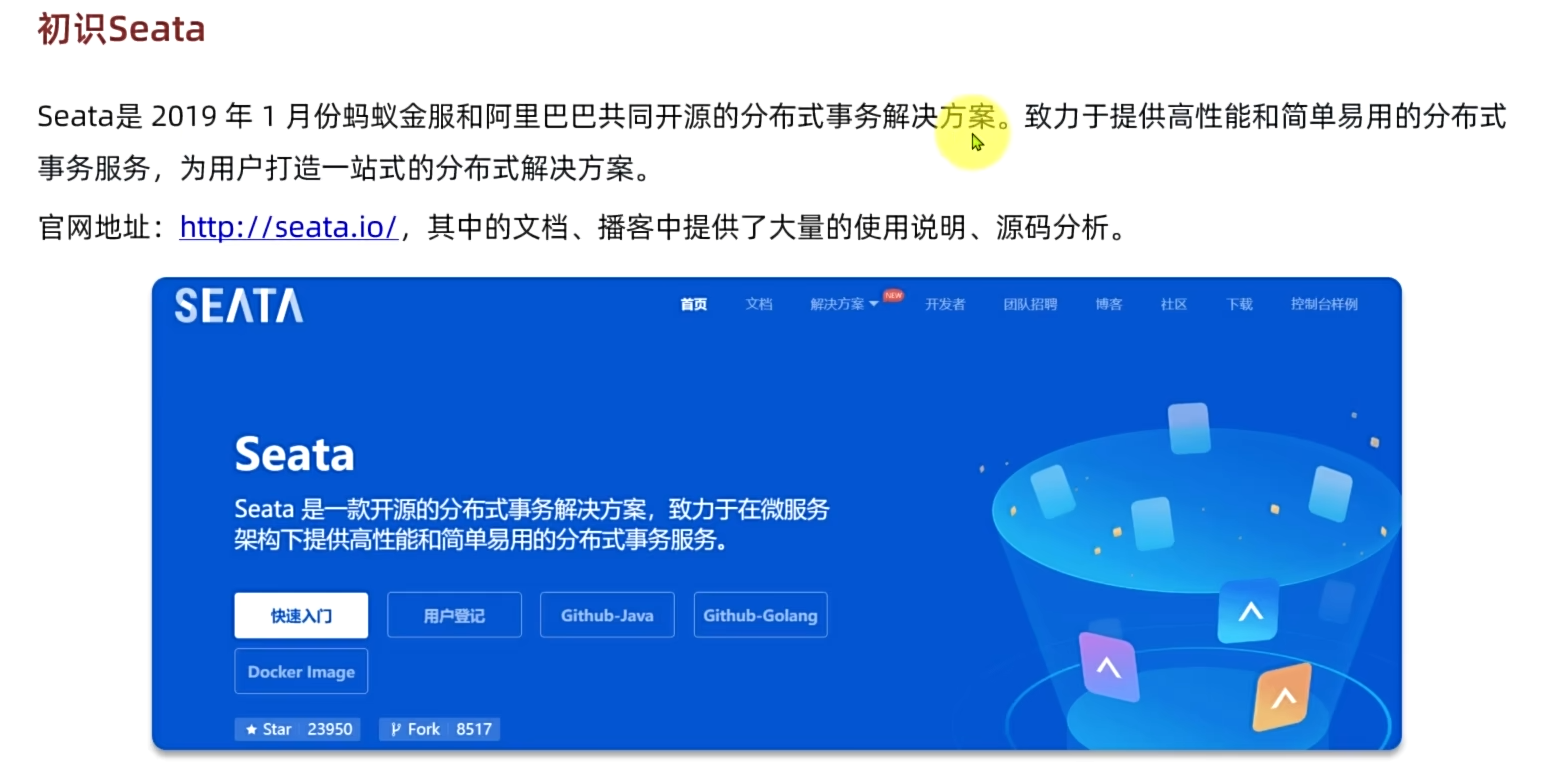 初识Seata
Seata是 2019 年 1 月份蚂蚁金服和阿里巴巴共同开源的分布式事务解决方案。致力于提供高性能和简单易用的分布式
事务服务，为用户打造一站式的分布式解决方案。
官网地址：http://seata.io/，其中的文档、播客中提供了大量的使用说明、源码分析。
SEATA 首页 文档 解决方案 NEW 开发者 团队招聘 博客 社区 下载 控制台样例
Seata
Seata 是一款开源的分布式事务解决方案，致力于在微服务
架构下提供高性能和简单易用的分布式事务服务。
快速入门 用户登记 Github-Java Github-Golang
Docker Image
Star 23950 Fork 8517